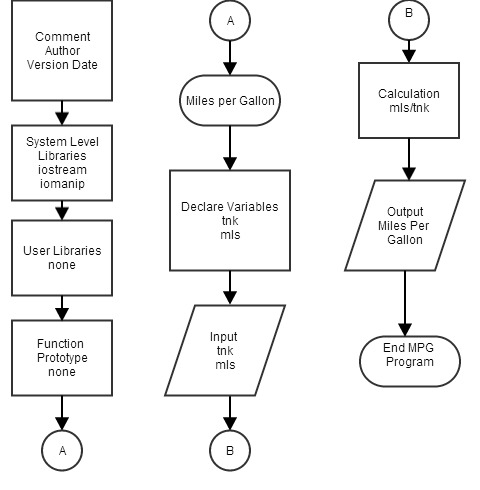 Comment
Author
Version Date
System Level
Libraries
iostream
iomanip
User Libraries
none
Function
Prototype
none
A
A
Miles per Gallon
Declare Variables
tnk
mls
Input
tnk
mls
B
B
Calculation
mls/tnk
Output
Miles Per
Gallon
End MPG
Program